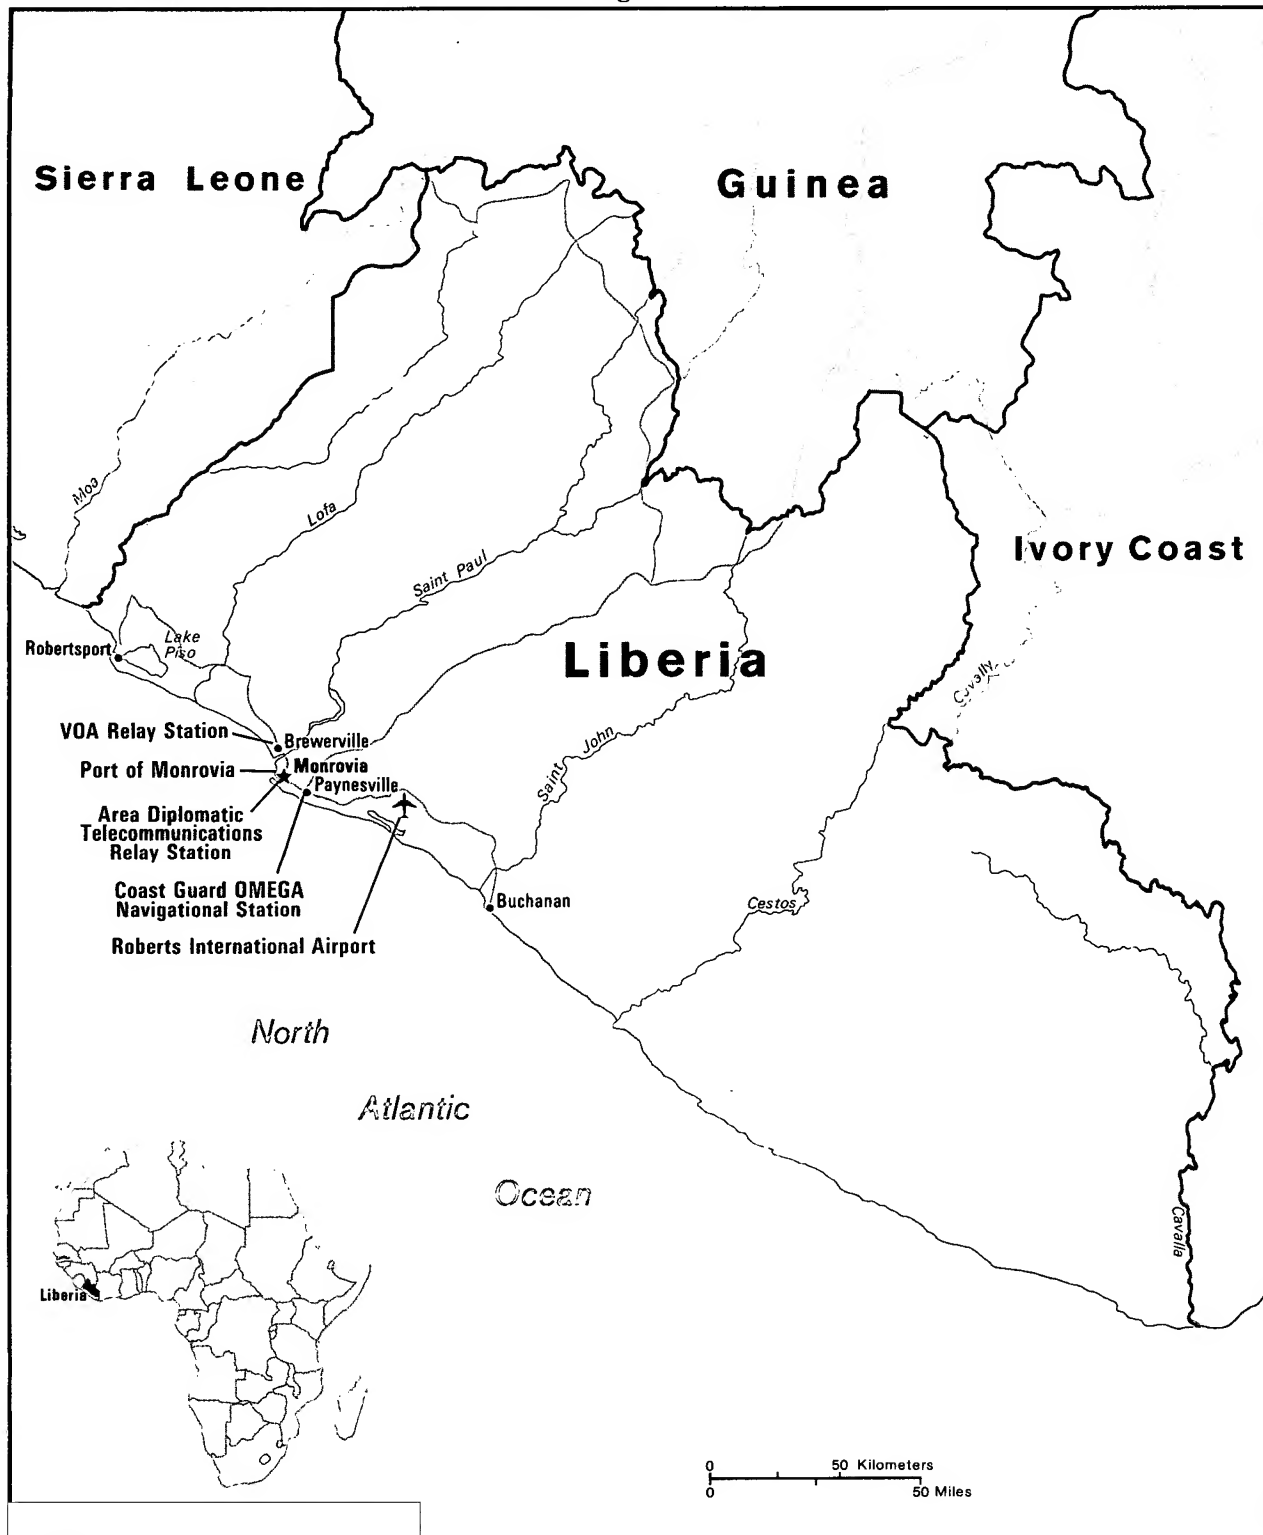 Sierra Leone
Guinea
Moa
Lofa
Ivory Coast
Saint Paul
Lake
Piso
Robertsport
Liberia
Cavally
VOA Relay Station
Brewerville
Saint John
Port of Monrovia
Monrovia
Paynesville
Area Diplomatic
Telecommunications
Relay Station
Coast Guard OMEGA
Navigational Station
Buchanan
Cestos
Roberts International Airport
North
Atlantic
Ocean
Cavalla
Liberia
0 50 Kilometers
0 50 Miles